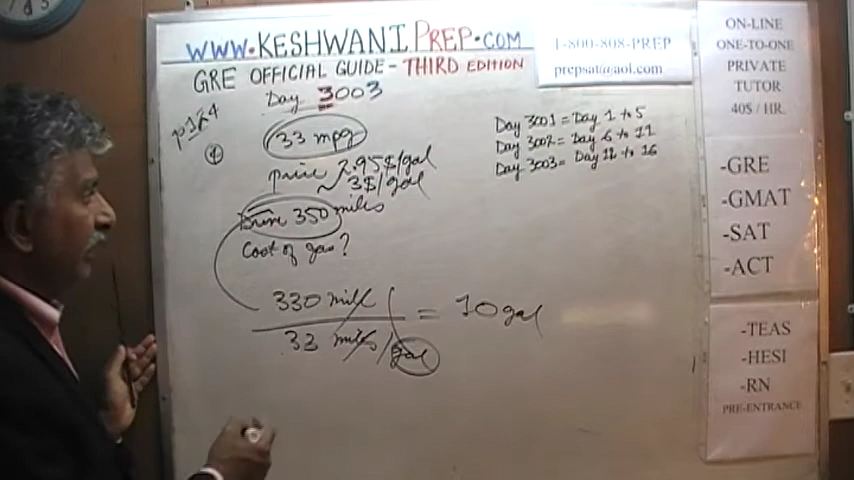 WWW.KESHWANIPREP.COM
GRE OFFICIAL GUIDE - THIRD EDITION
Day 3003
33 mpg
price 2.95$/gal
~ 3$/gal
Drive 350 miles
Cost of gas?
330 mile
33 miles/gal
= 10 gal
Day 3001 = Day 1 to 5
Day 3002 = Day 6 to 11
Day 3003 = Day 12 to 16
1-800-808-PREP
prepsat@aol.com
ON-LINE
ONE-TO-ONE
PRIVATE
TUTOR
40$ / HR.
-GRE
-GMAT
-SAT
-ACT
-TEAS
-HESI
-RN
PRE-ENTRANCE